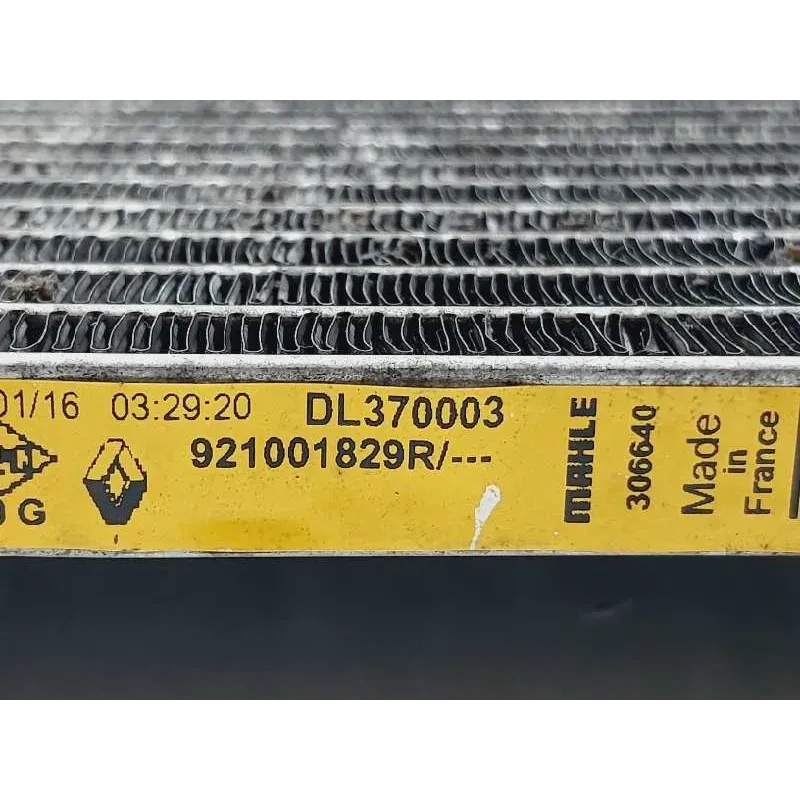 01/16 03:29:20 DL370003
921001829R/---
G
MAHLE
306640
Made
in
France